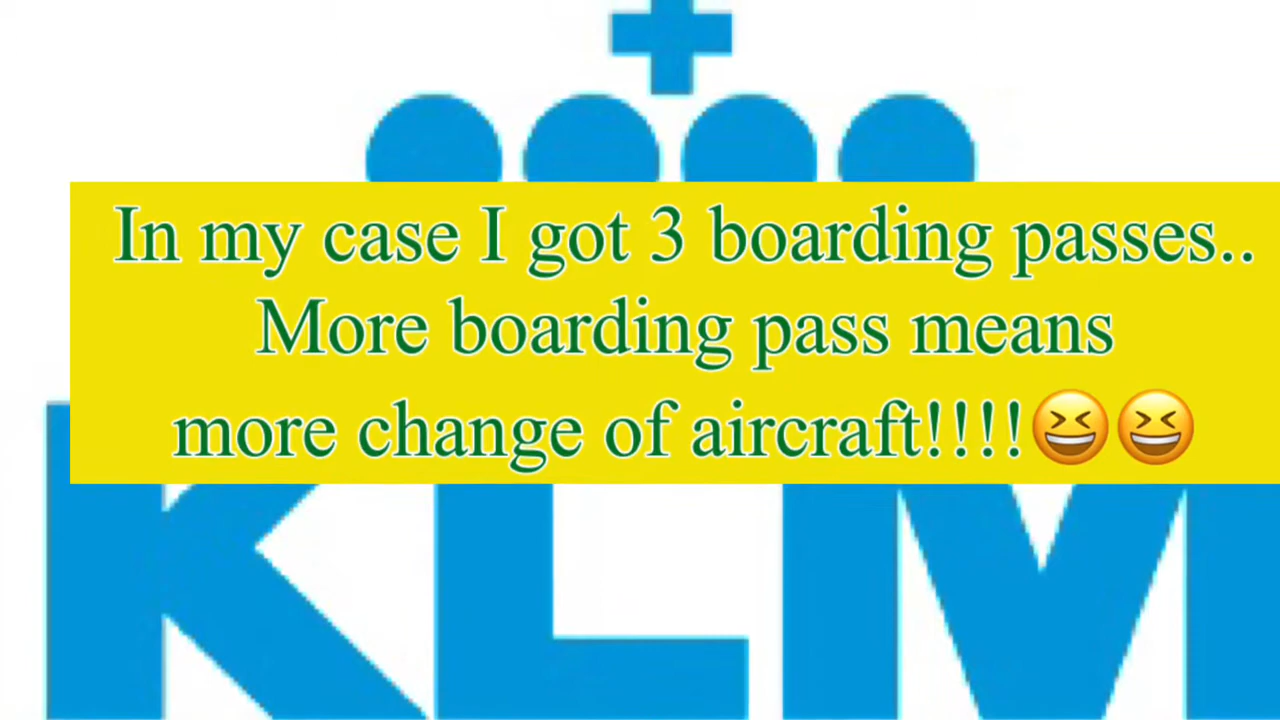 In my case I got 3 boarding passes..
More boarding pass means
more change of aircraft!!!!😆😆
KLM